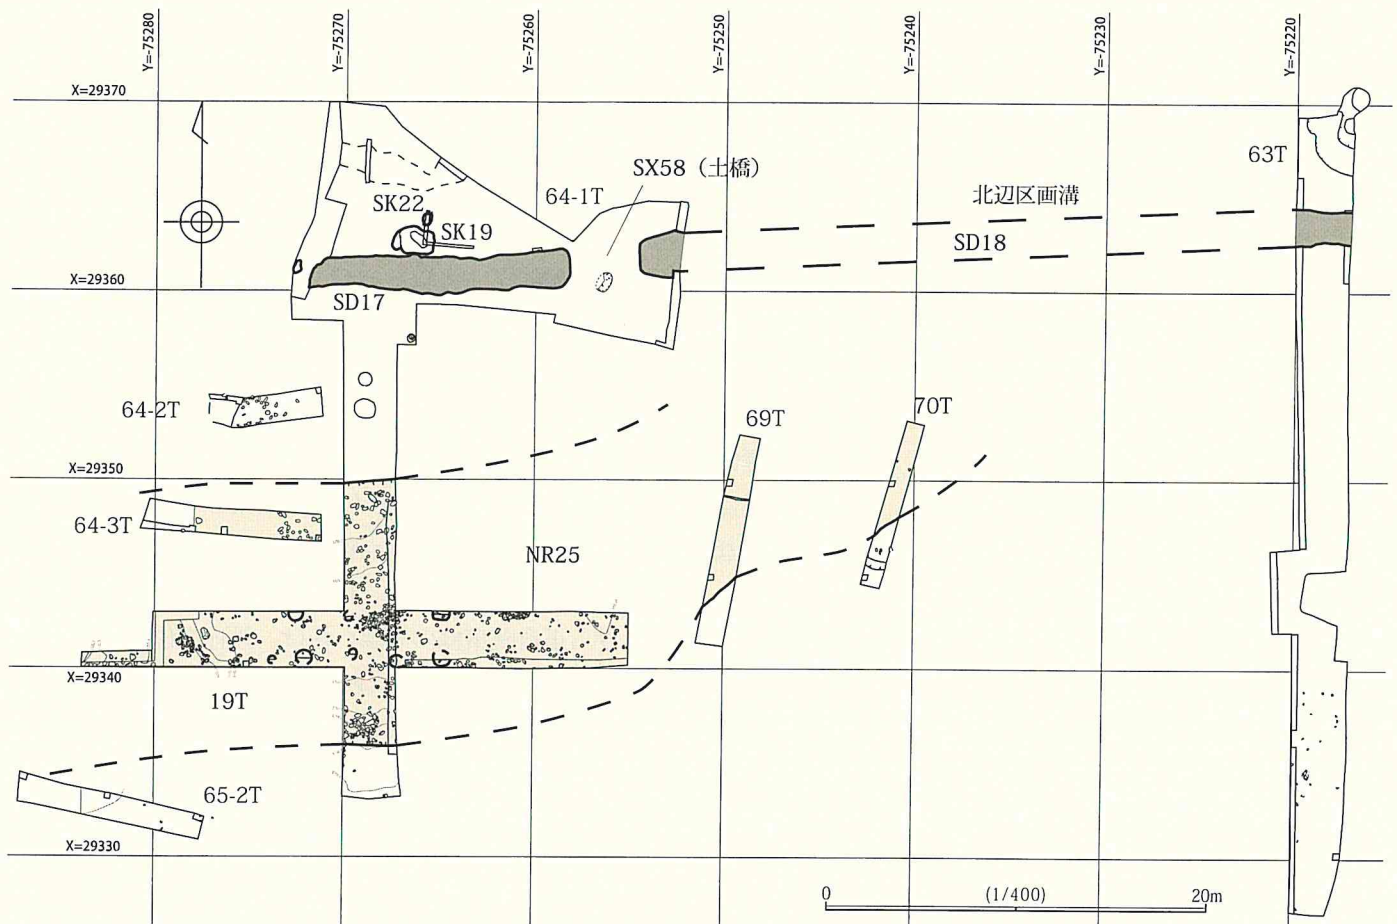 Y=-75280
Y=-75270
Y=-75260
Y=-75250
Y=-75240
Y=-75230
Y=-75220
X=29370
63T
SX58（土橋）
64-1T
北辺区画溝
SK22
SK19
SD18
X=29360
SD17
64-2T
69T
70T
X=29350
64-3T
NR25
X=29340
19T
65-2T
X=29330
0
(1/400)
20m